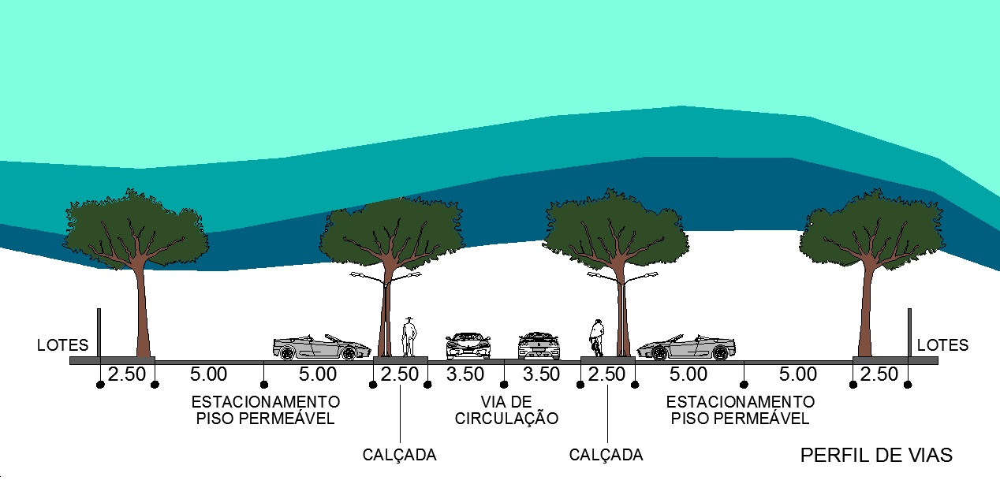 LOTES
LOTES
2.50 5.00 5.00 2.50 3.50 3.50 2.50 5.00 5.00 2.50
ESTACIONAMENTO
PISO PERMEÁVEL
VIA DE
CIRCULAÇÃO
ESTACIONAMENTO
PISO PERMEÁVEL
CALÇADA
CALÇADA
PERFIL DE VIAS